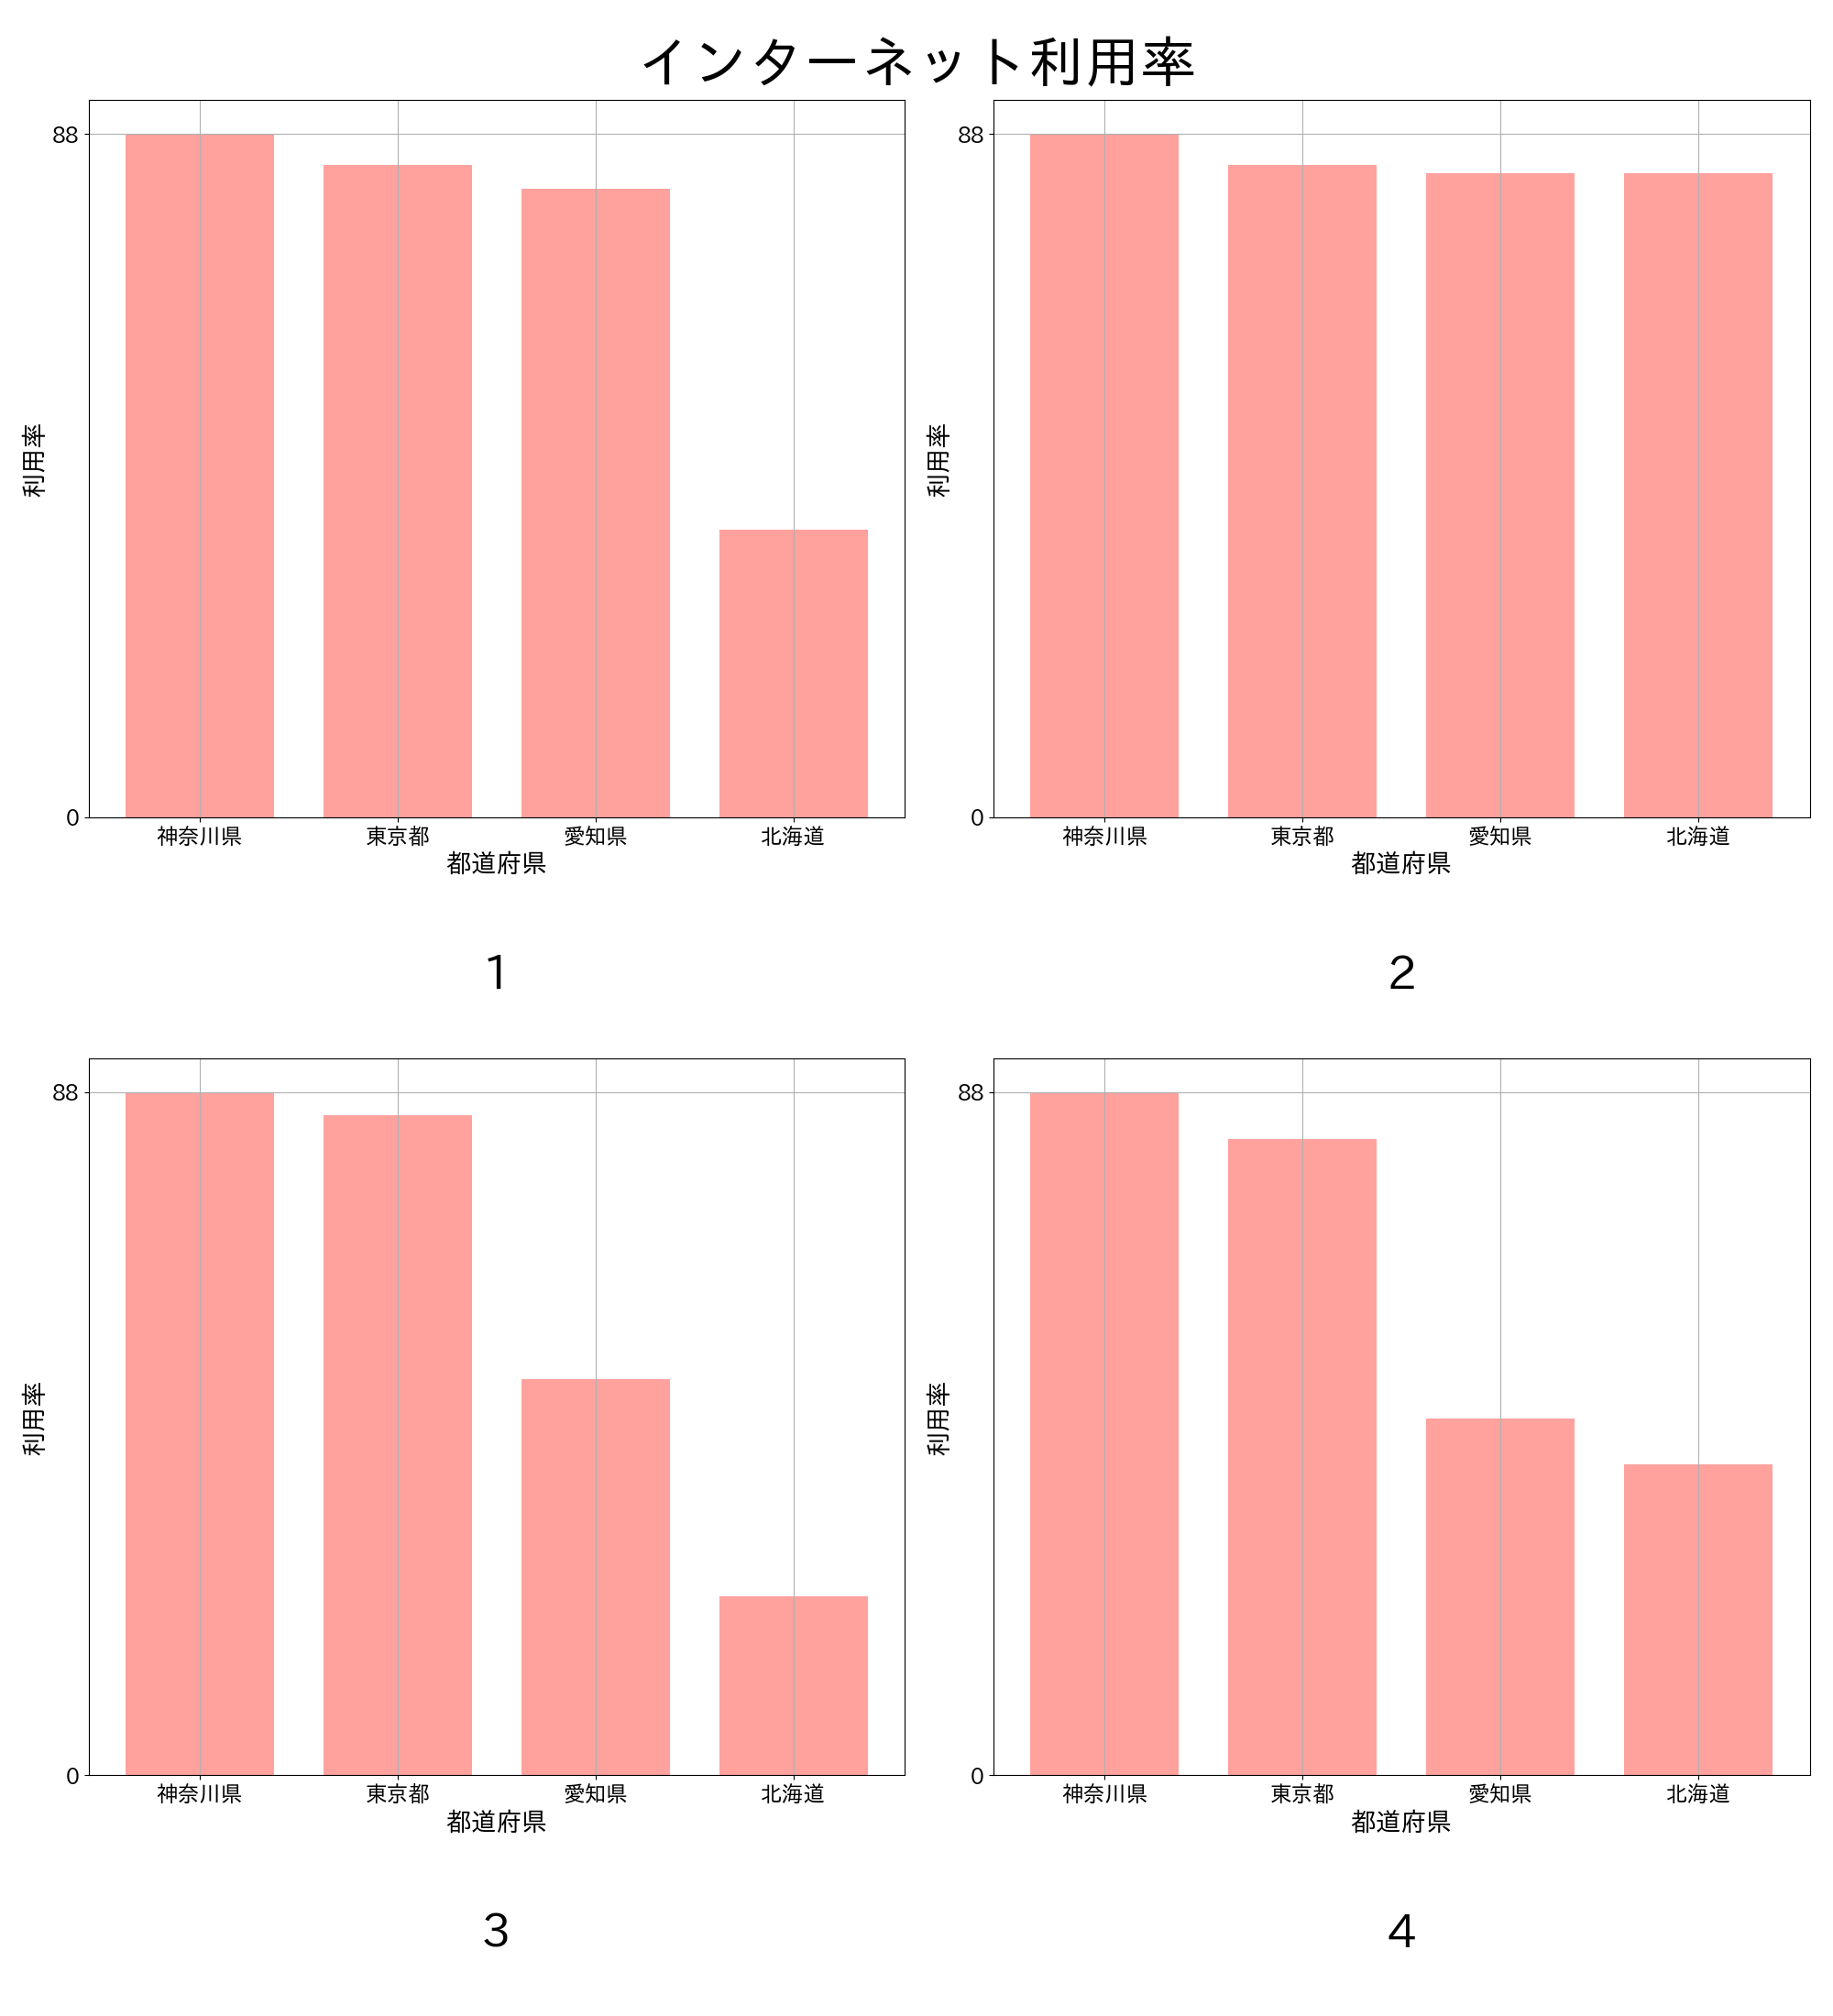 インターネット利用率
88
0
利用率
神奈川県 東京都 愛知県 北海道
都道府県
1
88
0
利用率
神奈川県 東京都 愛知県 北海道
都道府県
2
88
0
利用率
神奈川県 東京都 愛知県 北海道
都道府県
3
88
0
利用率
神奈川県 東京都 愛知県 北海道
都道府県
4